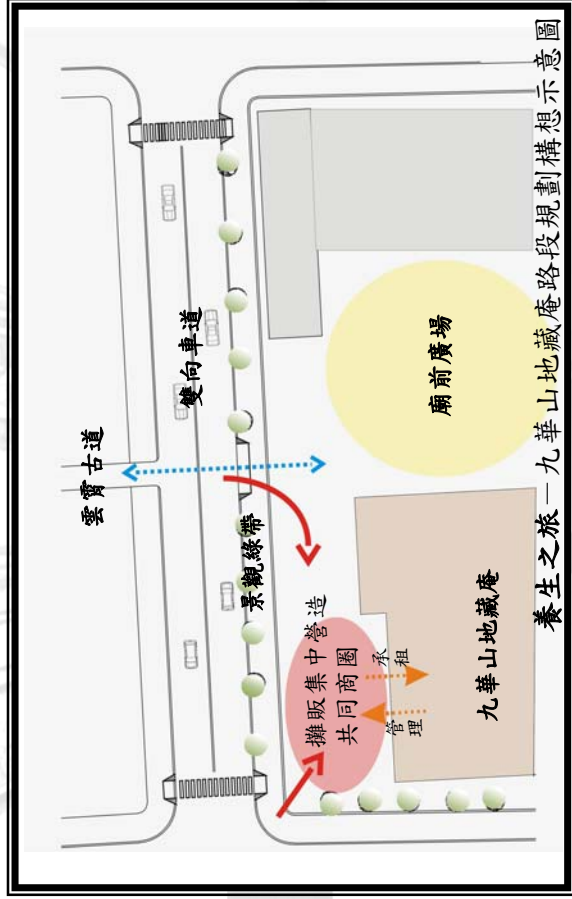 雲霄古道
雙向車道
景觀綠帶
攤販集中營造
共同商圈
承租
管理
廟前廣場
九華山地藏庵
養生之旅－九華山地藏庵路段規劃構想示意圖